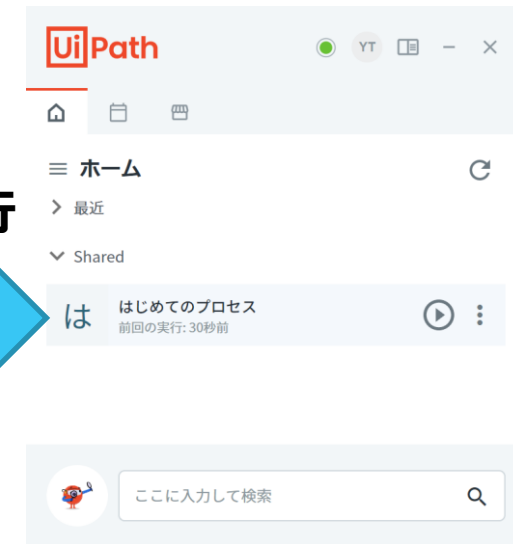 UiPath
YT
ホーム
行
最近
Shared
は
はじめてのプロセス
前回の実行: 30秒前
ここに入力して検索